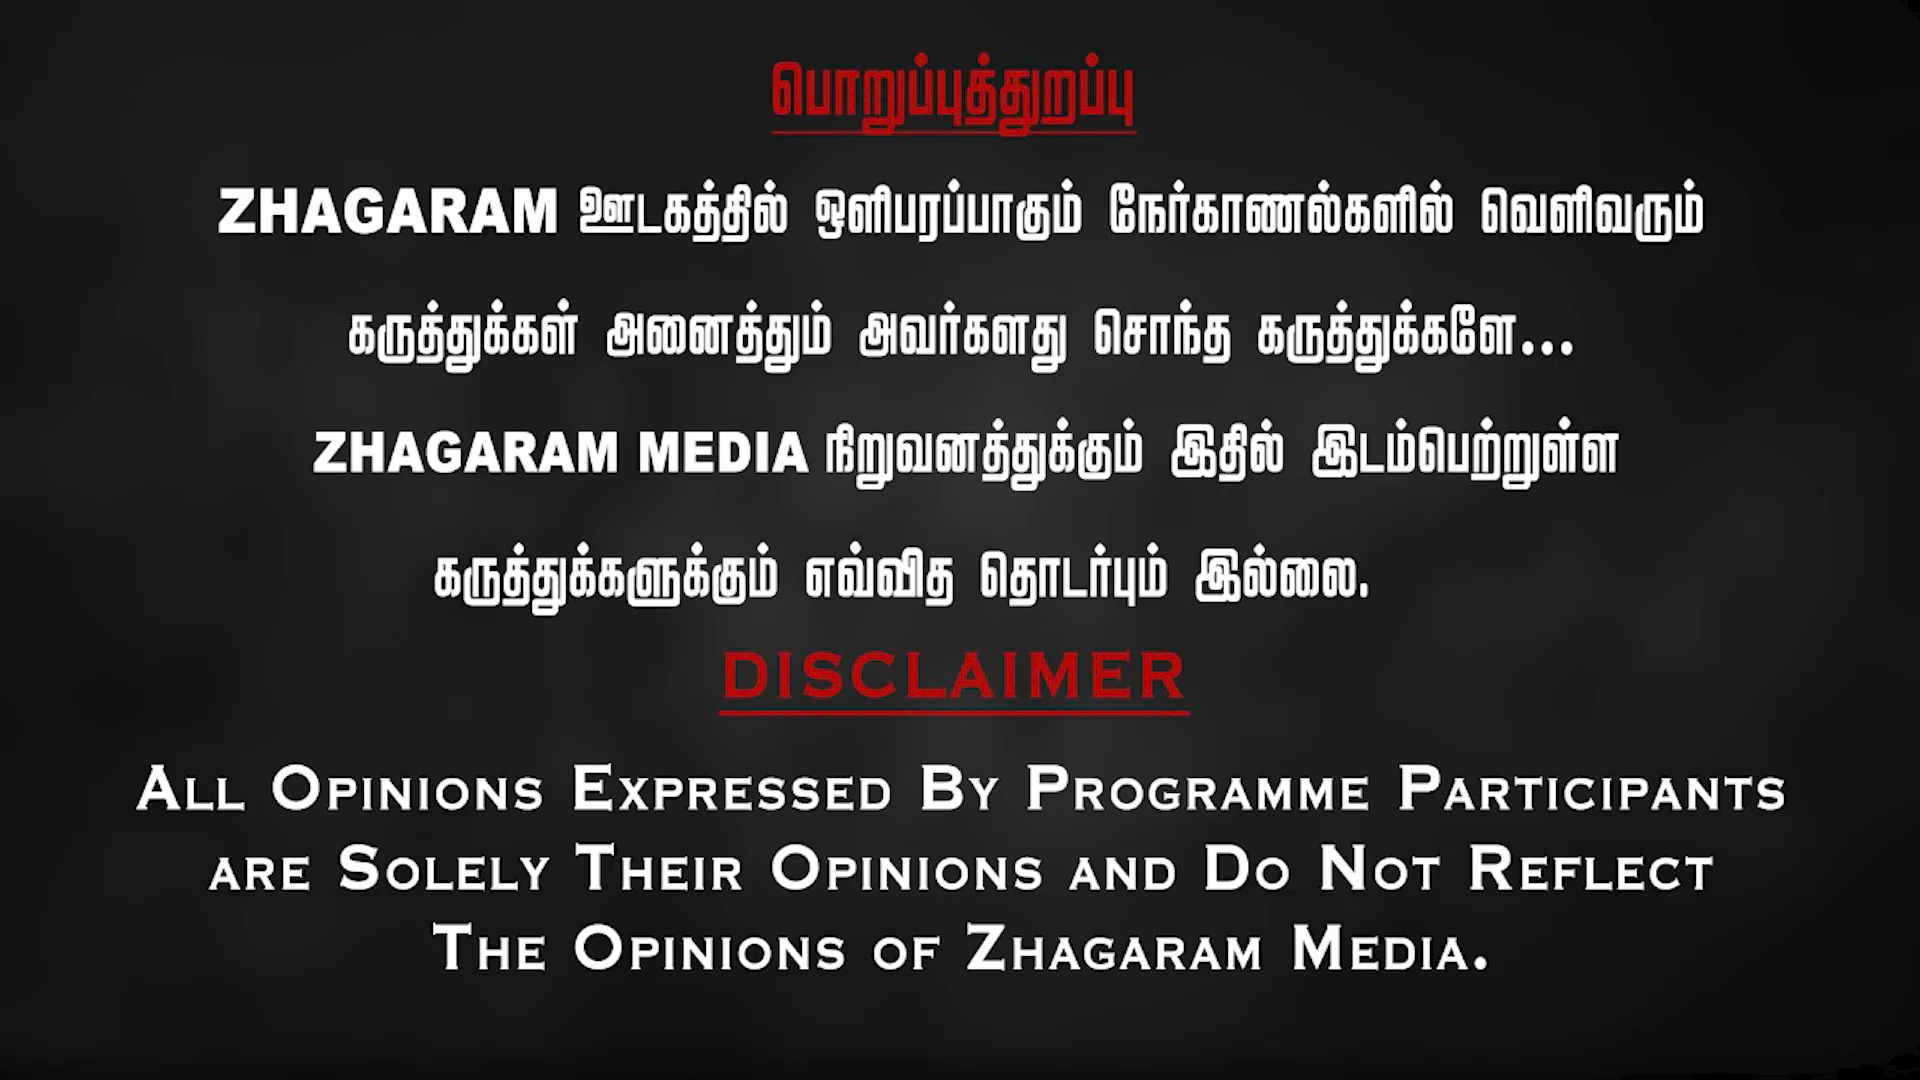 பொறுப்புத்துறப்பு
ZHAGARAM ஊடகத்தில் ஒளிபரப்பாகும் நேர்காணல்களில் வெளிவரும்
கருத்துக்கள் அனைத்தும் அவர்களது சொந்த கருத்துக்களே...
ZHAGARAM MEDIA நிறுவனத்துக்கும் இதில் இடம்பெற்றுள்ள
கருத்துக்களுக்கும் எவ்வித தொடர்பும் இல்லை.
DISCLAIMER
All Opinions Expressed By Programme Participants
are Solely Their Opinions and Do Not Reflect
The Opinions of Zhagaram Media.